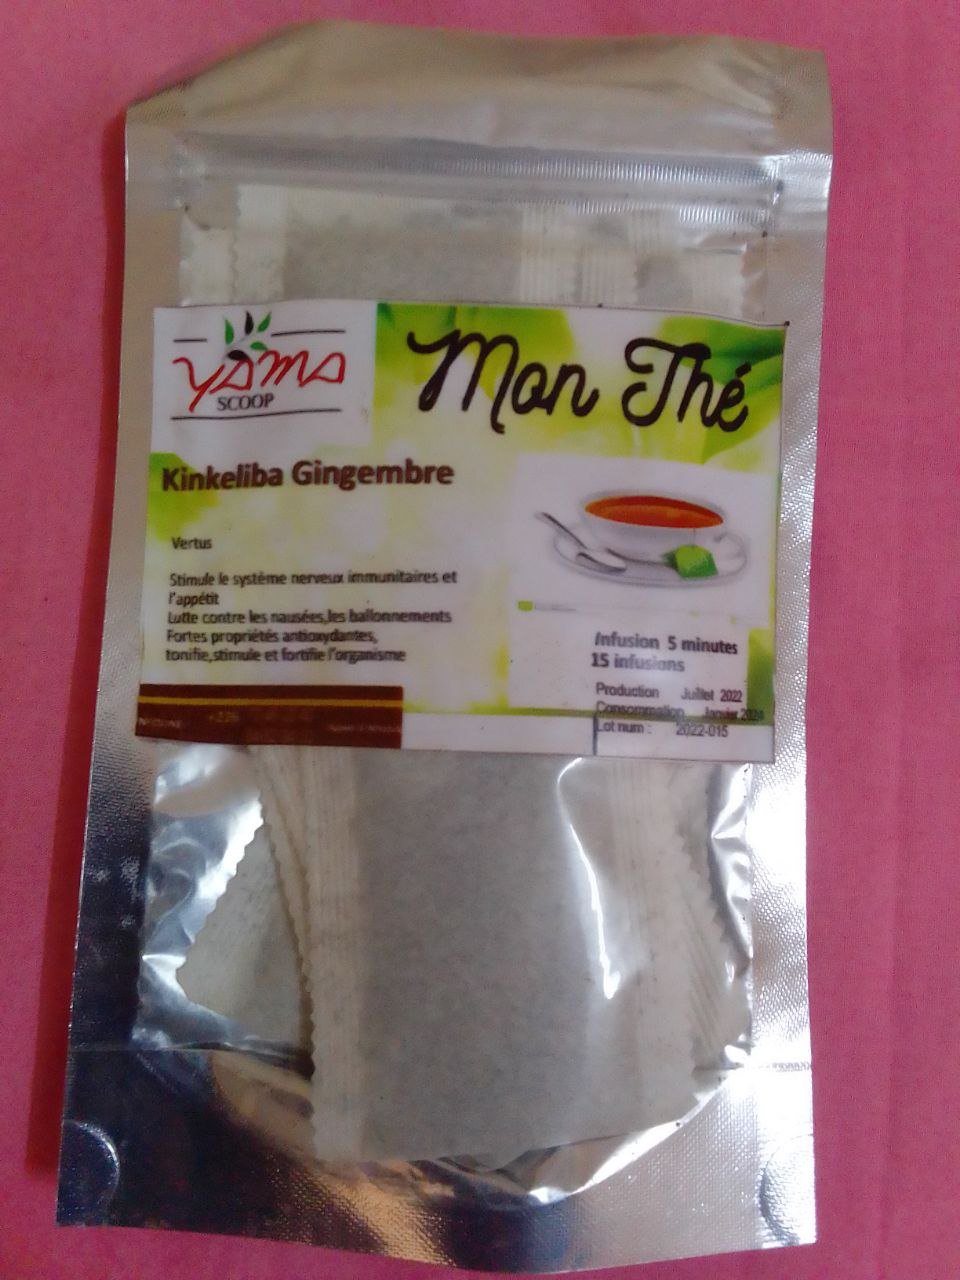 YAMA
SCOOP
Mon Thé
Kinkeliba Gingembre
Vertus
Stimule le système nerveux immunitaires et
l'appétit
Lutte contre les nausées,les ballonnements
Fortes propriétés antioxydantes,
tonifie,stimule et fortifie l'organisme
Infusion 5 minutes
15 infusions
Production Juillet 2022
Consommation Janvier 2024
Lot num : 2022-015